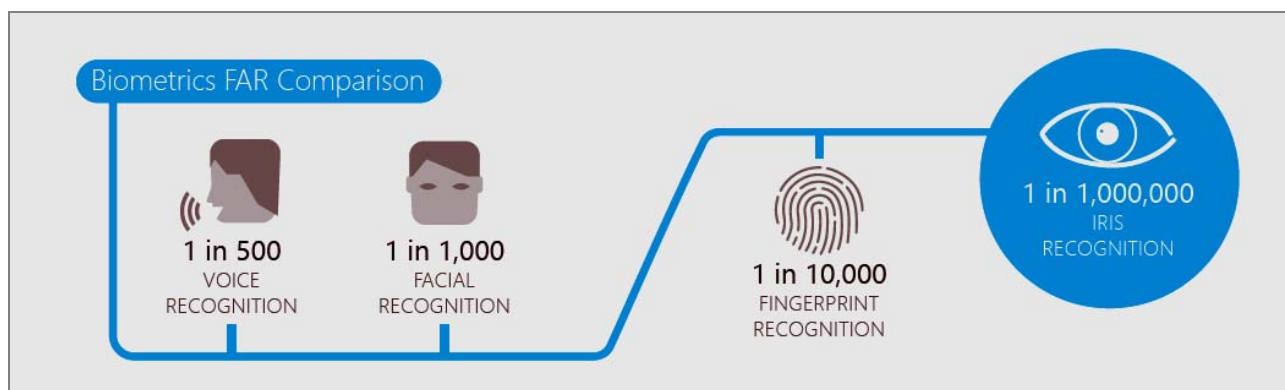 Biometrics FAR Comparison
1 in 500
VOICE
RECOGNITION
1 in 1,000
FACIAL
RECOGNITION
1 in 10,000
FINGERPRINT
RECOGNITION
1 in 1,000,000
IRIS
RECOGNITION